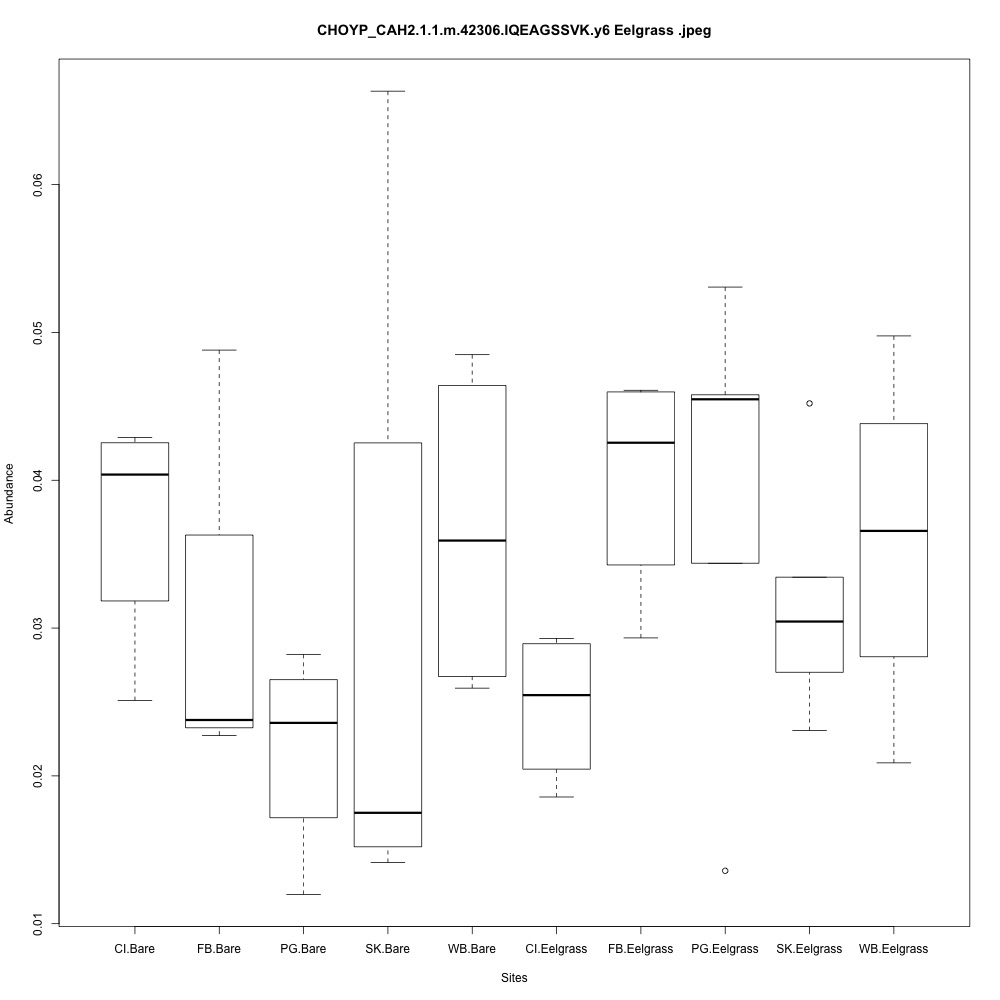 CHOYP_CAH2.1.1.m.42306.IQEAGSSVK.y6 Eelgrass .jpeg
Abundance
0.06
0.05
0.04
0.03
0.02
0.01
CI.Bare FB.Bare PG.Bare SK.Bare WB.Bare CI.Eelgrass FB.Eelgrass PG.Eelgrass SK.Eelgrass WB.Eelgrass
Sites